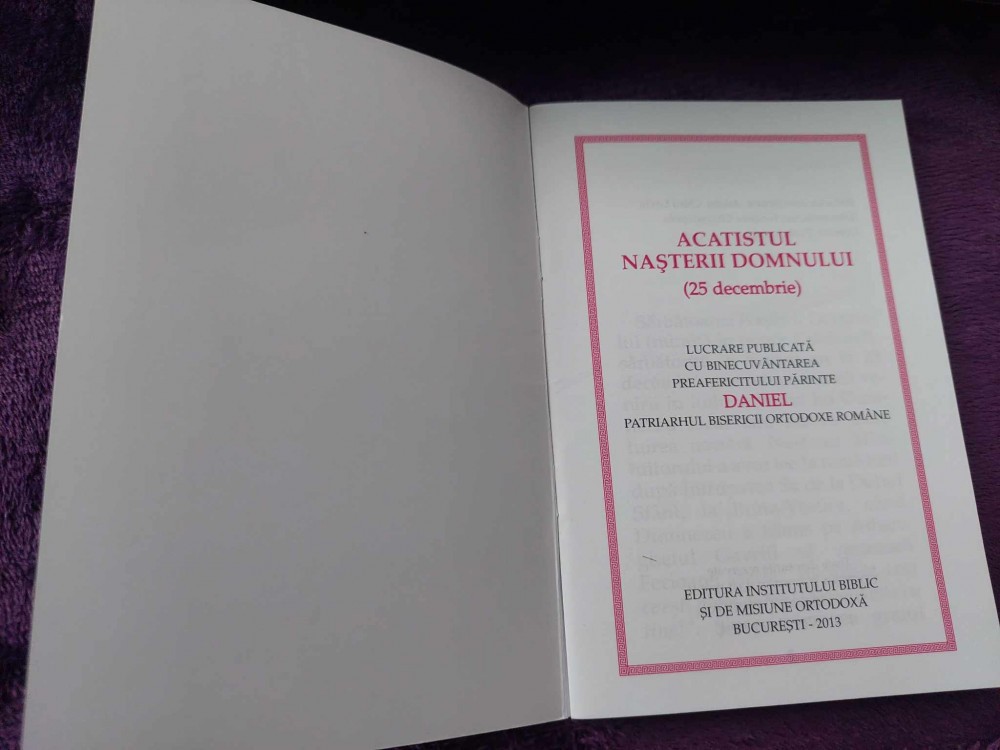 ACATISTUL
NAŞTERII DOMNULUI
(25 decembrie)
LUCRARE PUBLICATĂ
CU BINECUVÂNTAREA
PREAFERICITULUI PĂRINTE
DANIEL
PATRIARHUL BISERICII ORTODOXE ROMÂNE
EDITURA INSTITUTULUI BIBLIC
ŞI DE MISIUNE ORTODOXĂ
BUCUREŞTI - 2013